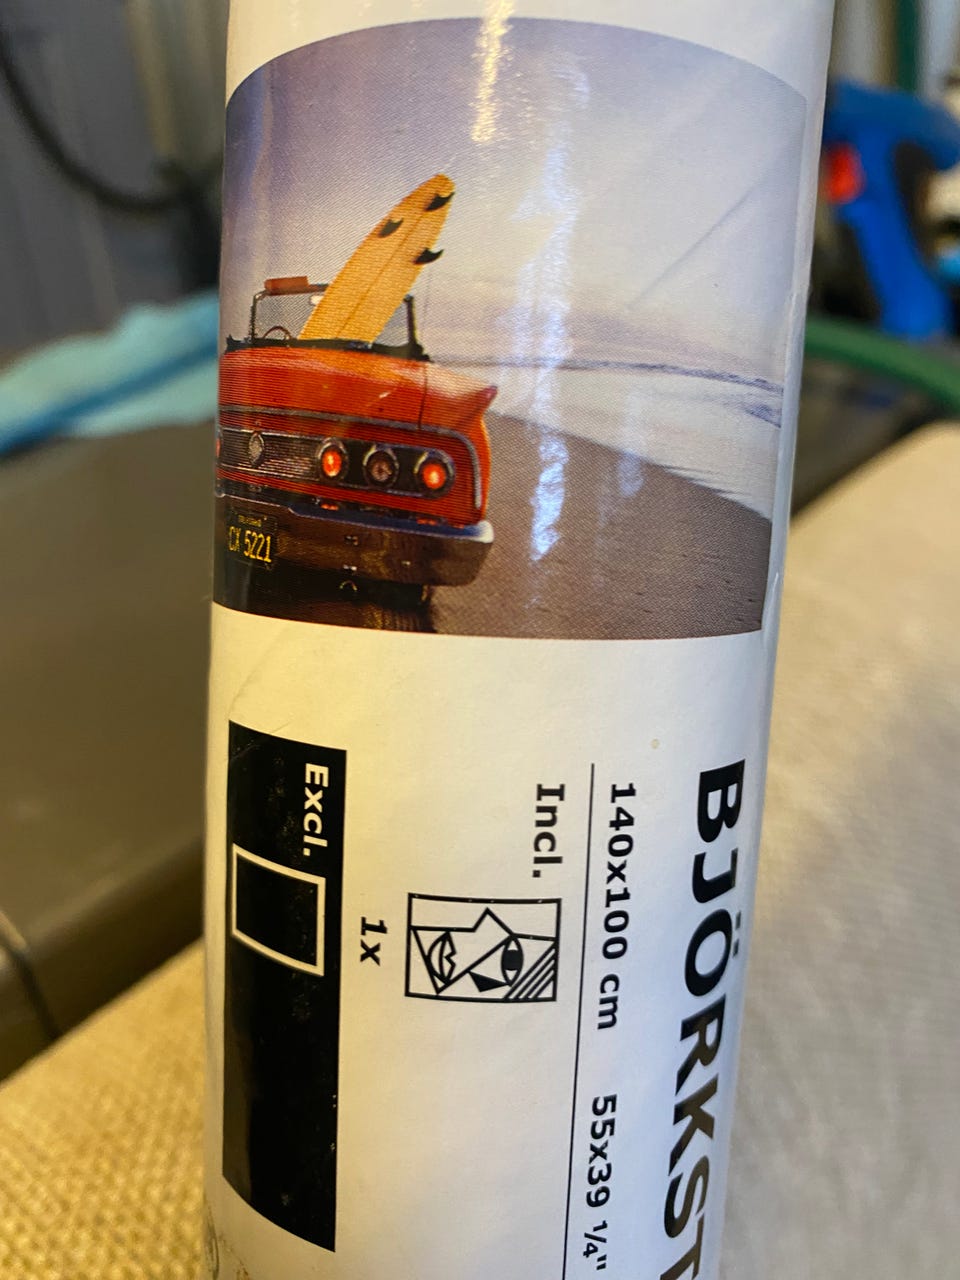 CX 5221
BJÖRKST
140x100 cm 55x39 ¼"
Incl.
1x
Excl.